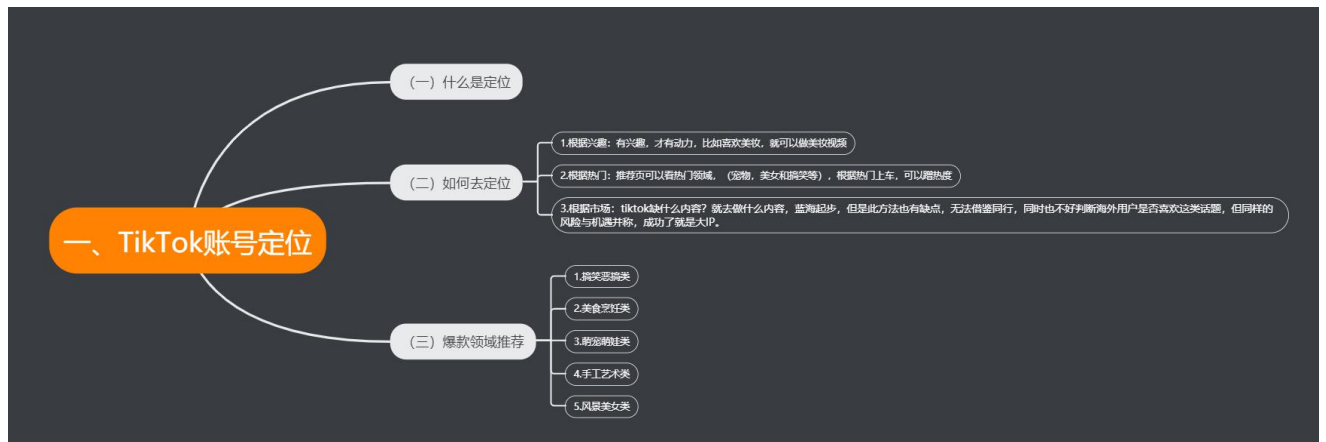 一、TikTok账号定位
（一）什么是定位
（二）如何去定位
1.根据兴趣：有兴趣，才有动力，比如喜欢美妆，就可以做美妆视频
2.根据热门：推荐页可以看热门领域，（宠物，美女和搞笑等），根据热门上车，可以蹭热度
3.根据市场：tiktok缺什么内容？就去做什么内容，蓝海起步，但是此方法也有缺点，无法借鉴同行，同时也不好判断海外用户是否喜欢这类话题，但同样的
风险与机遇并称，成功了就是大IP。
（三）爆款领域推荐
1.搞笑恶搞类
2.美食烹饪类
3.萌宠萌娃类
4.手工艺术类
5.风景美女类